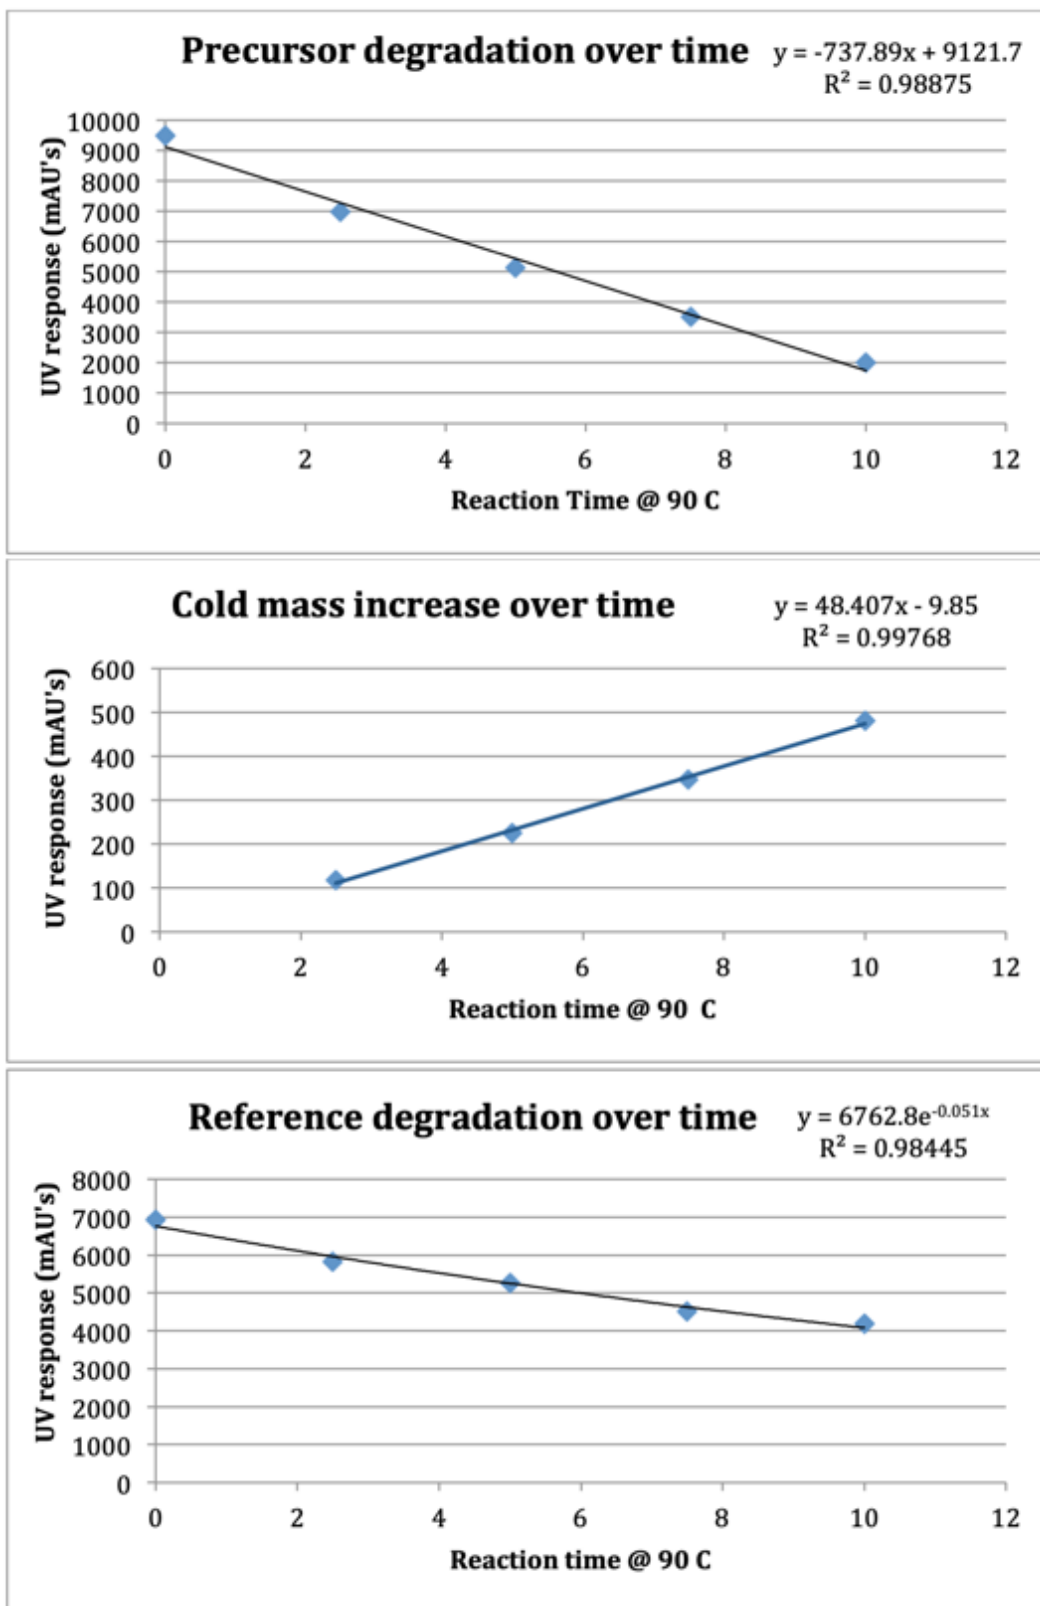 Precursor degradation over time
y = -737.89x + 9121.7
R² = 0.98875
UV response (mAU's)
10000
9000
8000
7000
6000
5000
4000
3000
2000
1000
0
0 2 4 6 8 10 12
Reaction Time @ 90 C
Cold mass increase over time
y = 48.407x - 9.85
R² = 0.99768
UV response (mAU's)
600
500
400
300
200
100
0
0 2 4 6 8 10 12
Reaction time @ 90  C
Reference degradation over time
y = 6762.8e⁻⁰·⁰⁵¹ˣ
R² = 0.98445
UV response (mAU's)
8000
7000
6000
5000
4000
3000
2000
1000
0
0 2 4 6 8 10 12
Reaction time @ 90 C